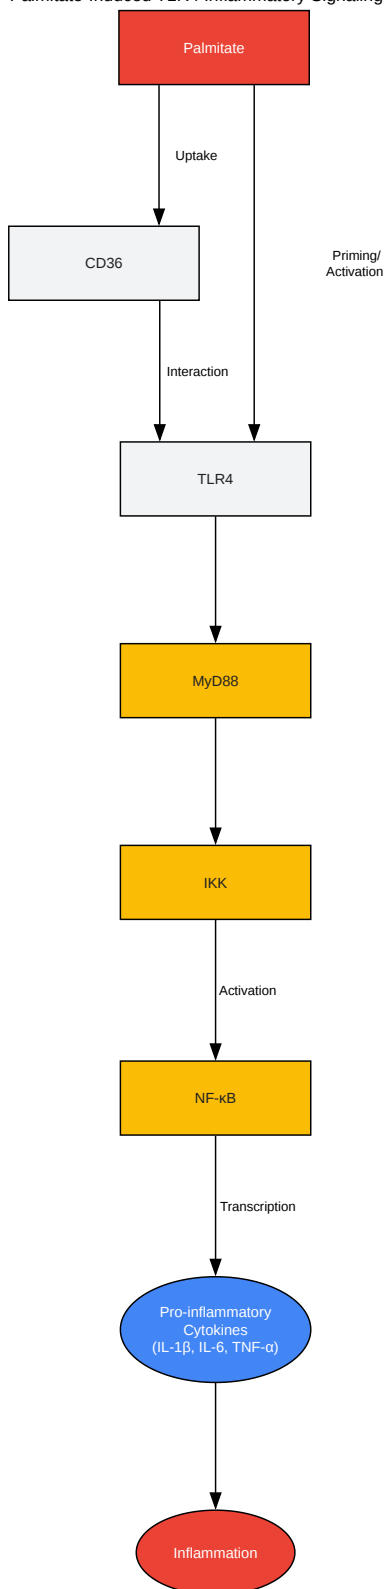 Palmitate-Induced TLR4 Inflammatory Signaling
Palmitate
Uptake
CD36
Priming/
Activation
Interaction
TLR4
MyD88
IKK
Activation
NF-κB
Transcription
Pro-inflammatory
Cytokines
(IL-1β, IL-6, TNF-α)
Inflammation